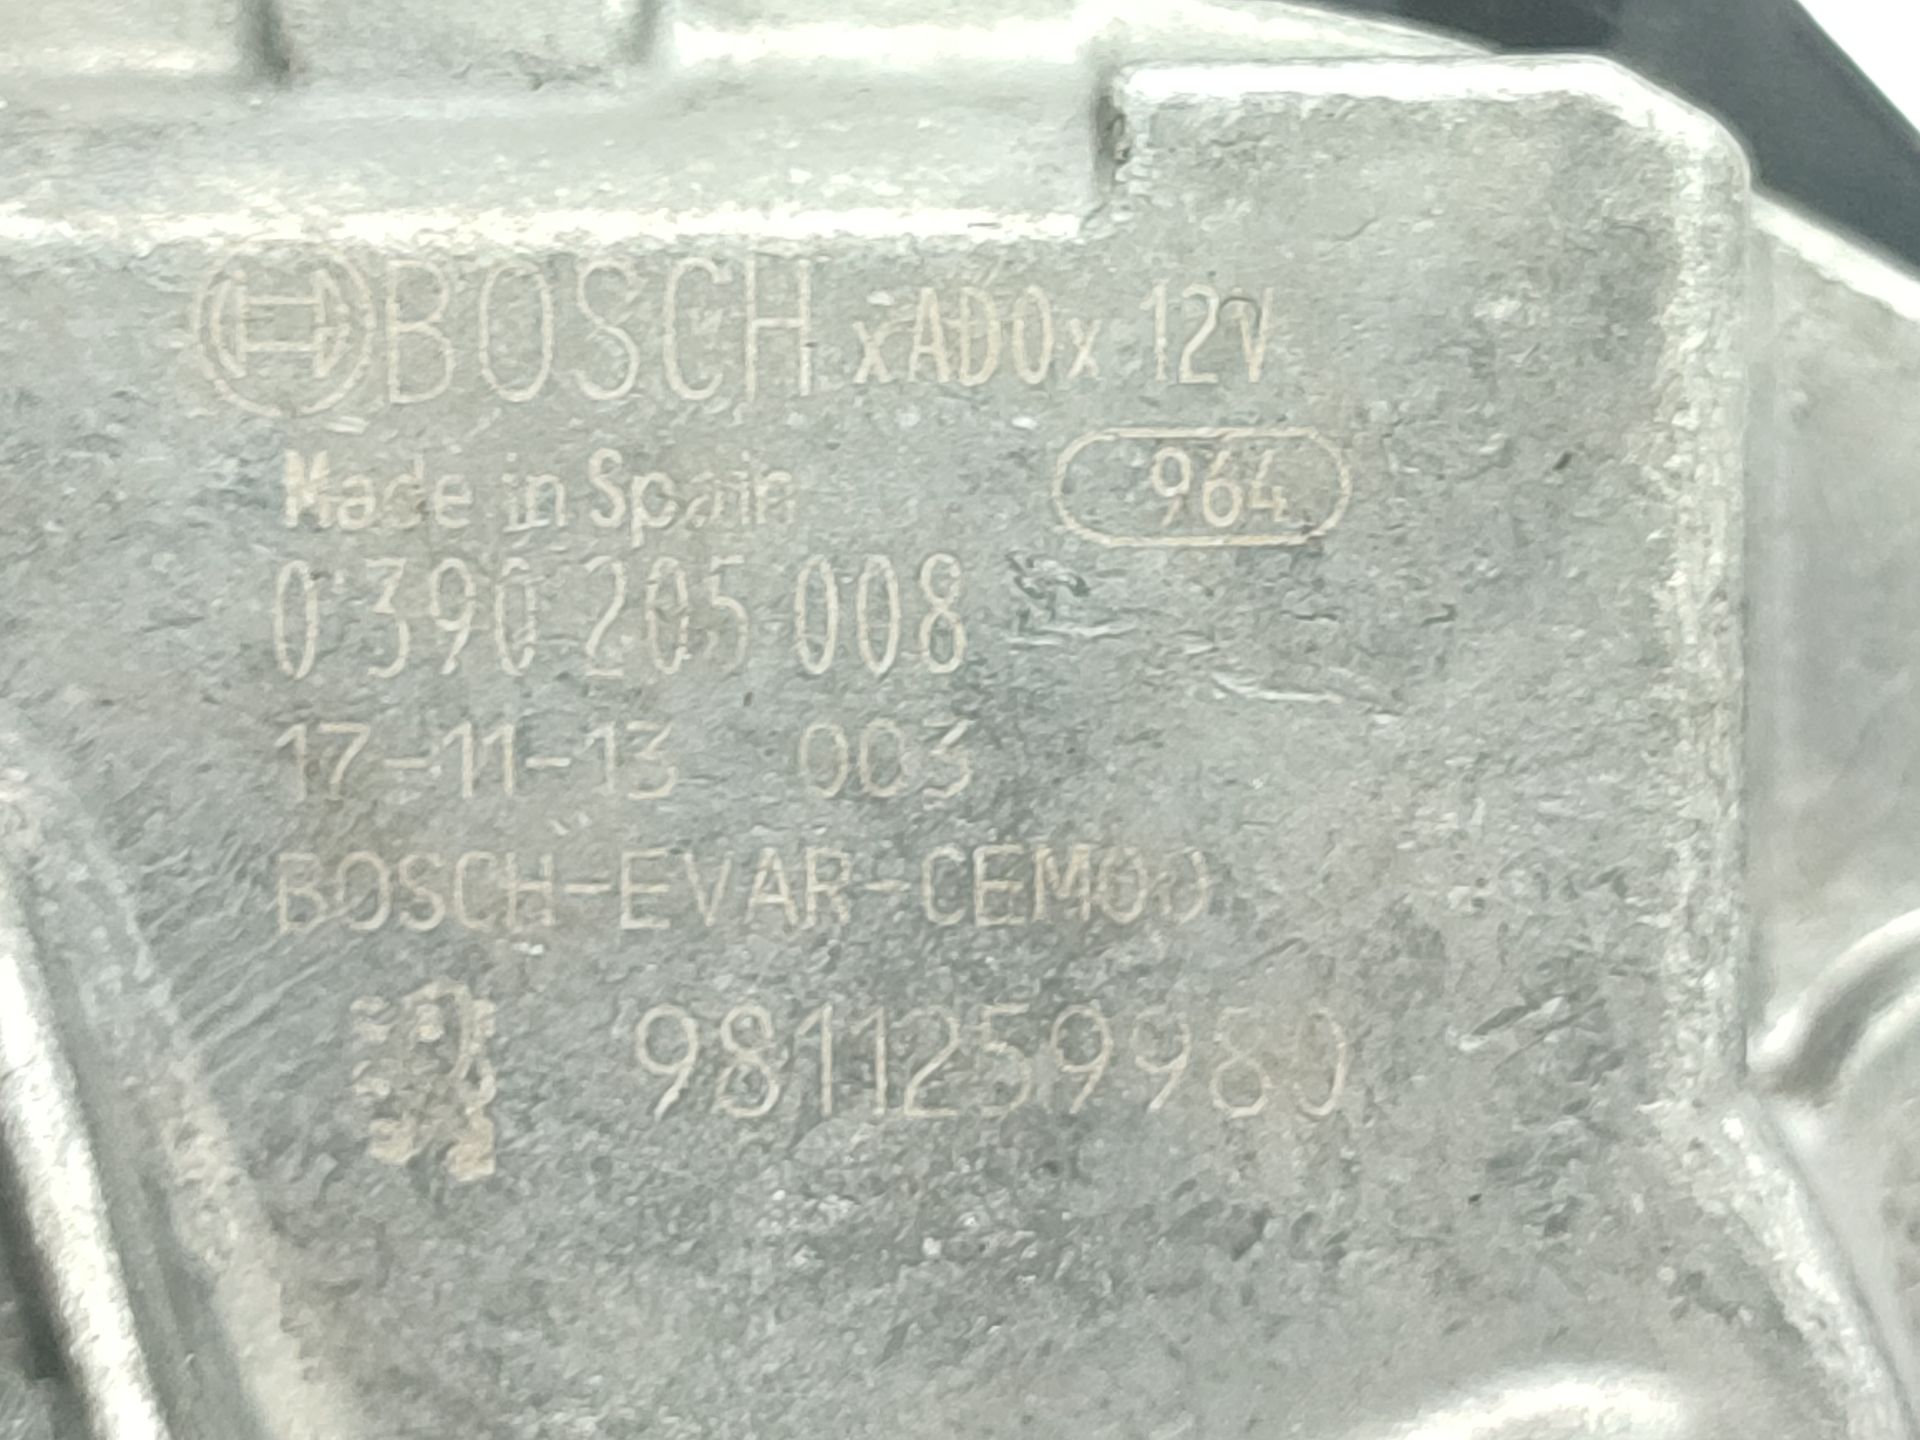 BOSCH xADOx 12V
Made in Spain
964
0 390 205 008
17-11-13 003
BOSCH-EVAR-CEMOO
9811259980